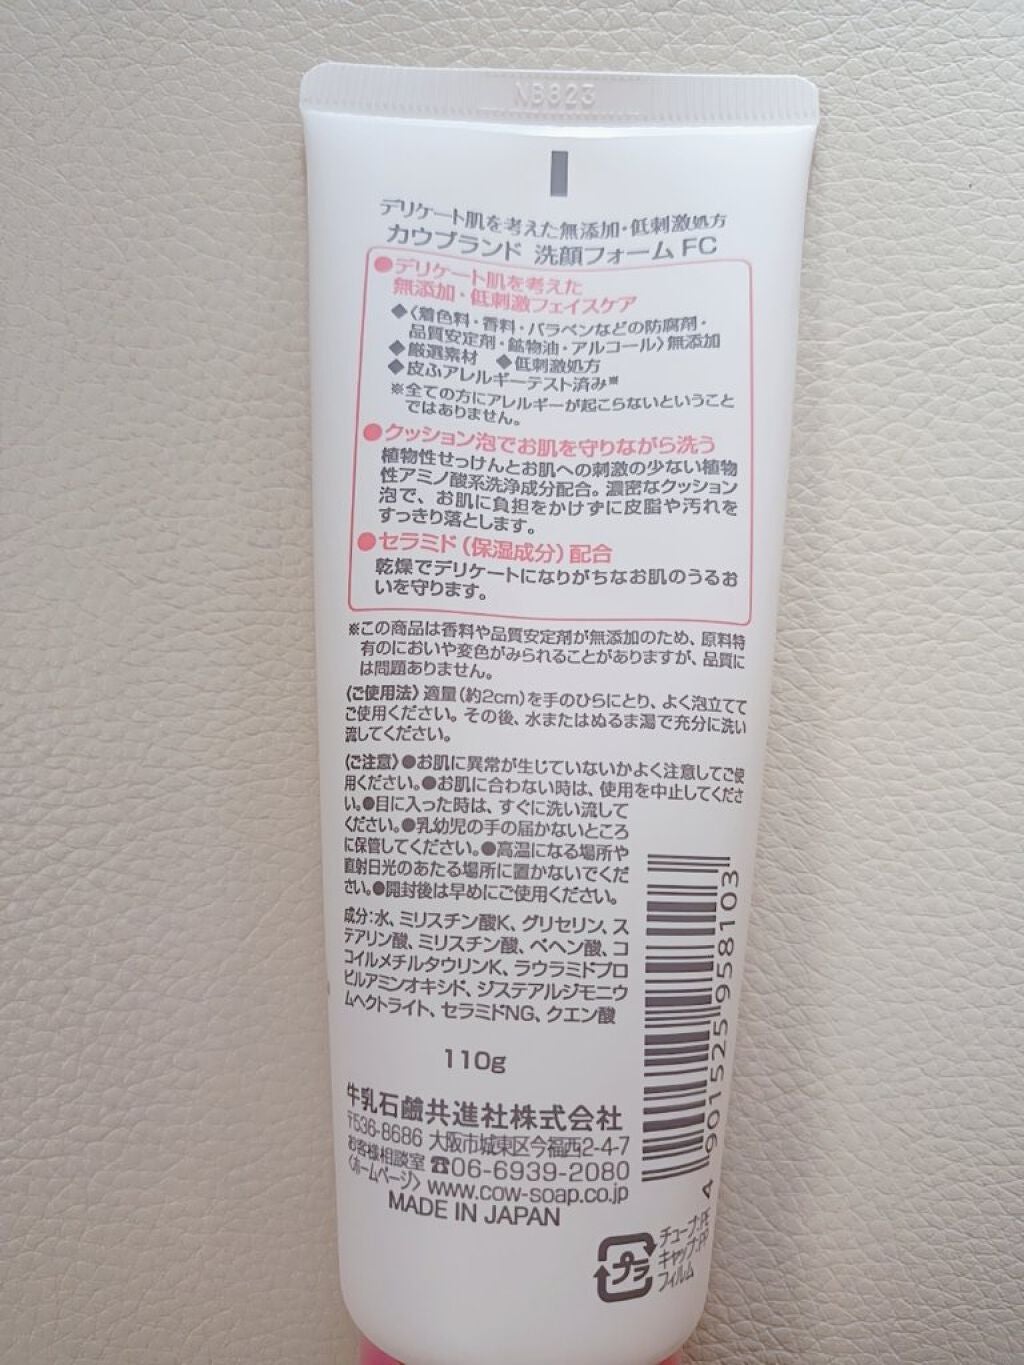 NB823
デリケート肌を考えた無添加・低刺激処方
カウブランド 洗顔フォーム FC
●デリケート肌を考えた
無添加・低刺激フェイスケア
◆〈着色料・香料・パラベンなどの防腐剤・
品質安定剤・鉱物油・アルコール〉無添加
◆厳選素材 ◆低刺激処方
◆皮ふアレルギーテスト済み※
※全ての方にアレルギーが起こらないということ
ではありません。
●クッション泡でお肌を守りながら洗う
植物性せっけんとお肌への刺激の少ない植物
性アミノ酸系洗浄成分配合。濃密なクッション
泡で、お肌に負担をかけずに皮脂や汚れを
すっきり落とします。
●セラミド（保湿成分）配合
乾燥でデリケートになりがちなお肌のうるお
いを守ります。
※この商品は香料や品質安定剤が無添加のため、原料特
有のにおいや変色がみられることがありますが、品質に
は問題ありません。
〈ご使用法〉適量（約2cm）を手のひらにとり、よく泡立てて
ご使用ください。その後、水またはぬるま湯で充分に洗い
流してください。
〈ご注意〉●お肌に異常が生じていないかよく注意してご使
用ください。●お肌に合わない時は、使用を中止してくださ
い。●目に入った時は、すぐに洗い流して
ください。●乳幼児の手の届かないところ
に保管してください。●高温になる場所や
直射日光のあたる場所に置かないでくだ
さい。●開封後は早めにご使用ください。
成分：水、ミリスチン酸K、グリセリン、ス
テアリン酸、ミリスチン酸、ベヘン酸、コ
コイルメチルタウリンK、ラウラミドプロ
ピルアミンオキシド、ジステアルジモニウ
ムヘクトライト、セラミドNG、クエン酸
110g
牛乳石鹸共進社株式会社
〒536-8686 大阪市城東区今福西2-4-7
お客様相談室 ☎06-6939-2080
〈ホームページ〉 www.cow-soap.co.jp
MADE IN JAPAN
4 901525 958103
プラ
チューブ:PE
キャップ:PP
フィルム